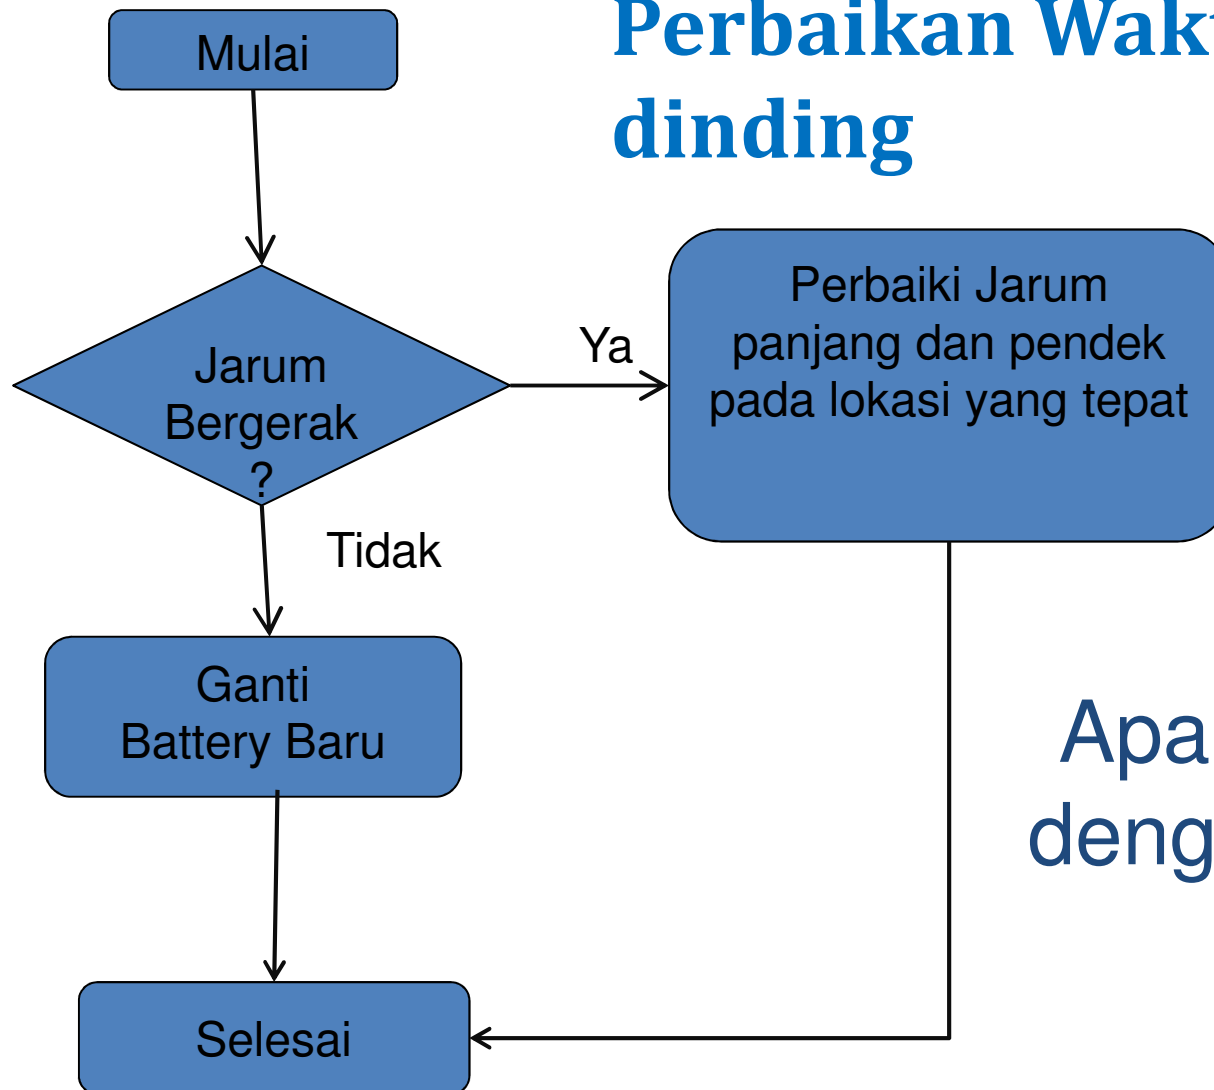 Perbaikan Wakt
dinding
Mulai
Jarum
Bergerak
?
Ya
Perbaiki Jarum
panjang dan pendek
pada lokasi yang tepat
Tidak
Ganti
Battery Baru
Apa
deng
Selesai